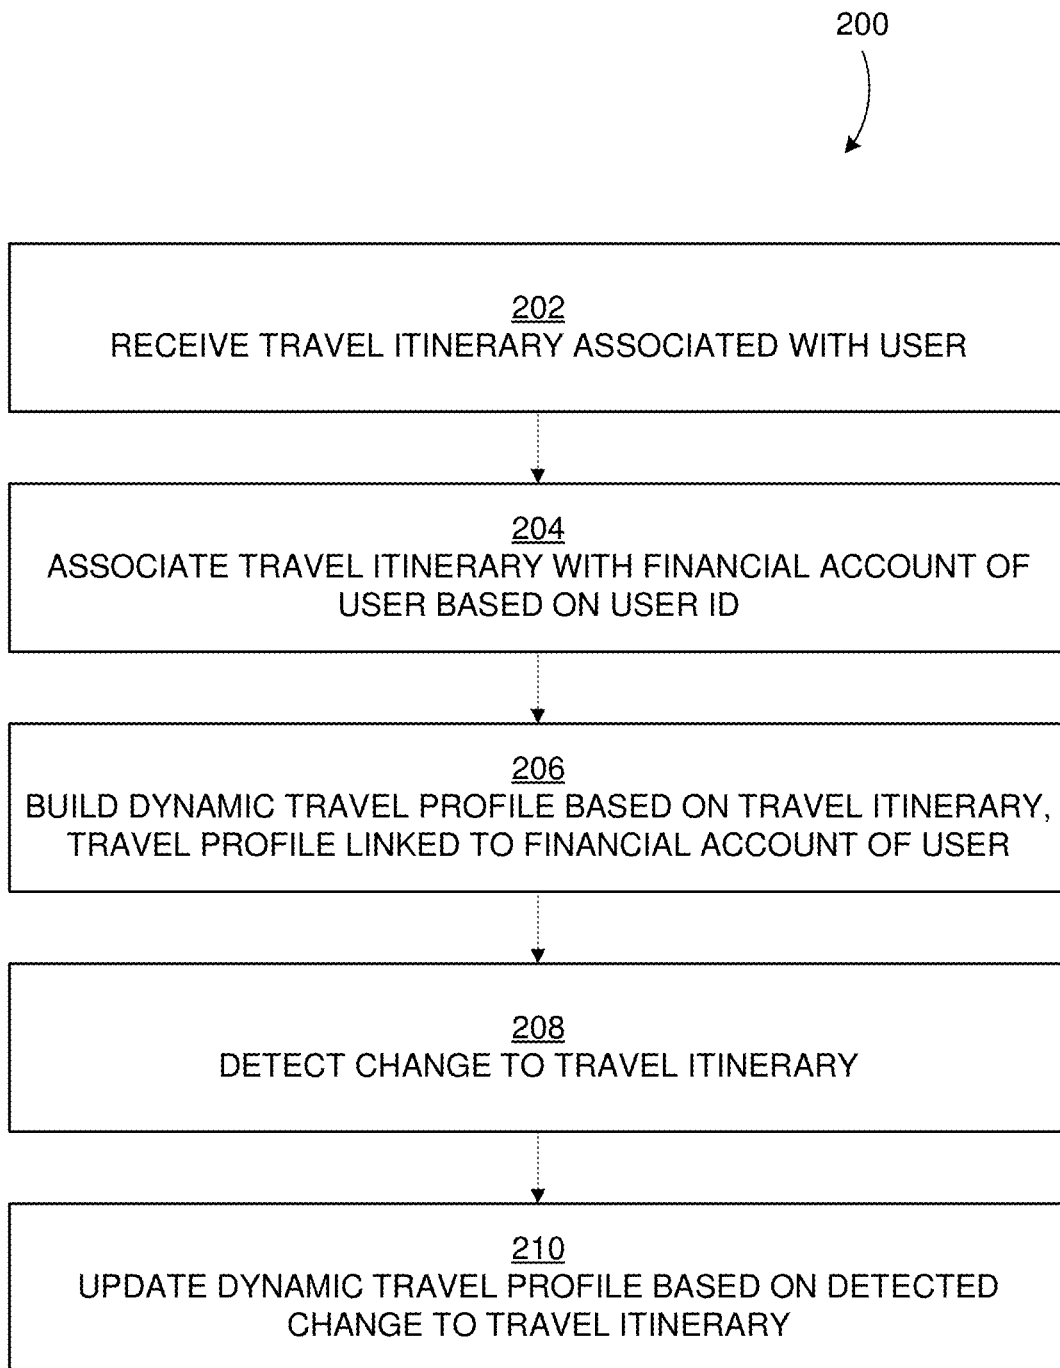 200
202
RECEIVE TRAVEL ITINERARY ASSOCIATED WITH USER
204
ASSOCIATE TRAVEL ITINERARY WITH FINANCIAL ACCOUNT OF
USER BASED ON USER ID
206
BUILD DYNAMIC TRAVEL PROFILE BASED ON TRAVEL ITINERARY,
TRAVEL PROFILE LINKED TO FINANCIAL ACCOUNT OF USER
208
DETECT CHANGE TO TRAVEL ITINERARY
210
UPDATE DYNAMIC TRAVEL PROFILE BASED ON DETECTED
CHANGE TO TRAVEL ITINERARY